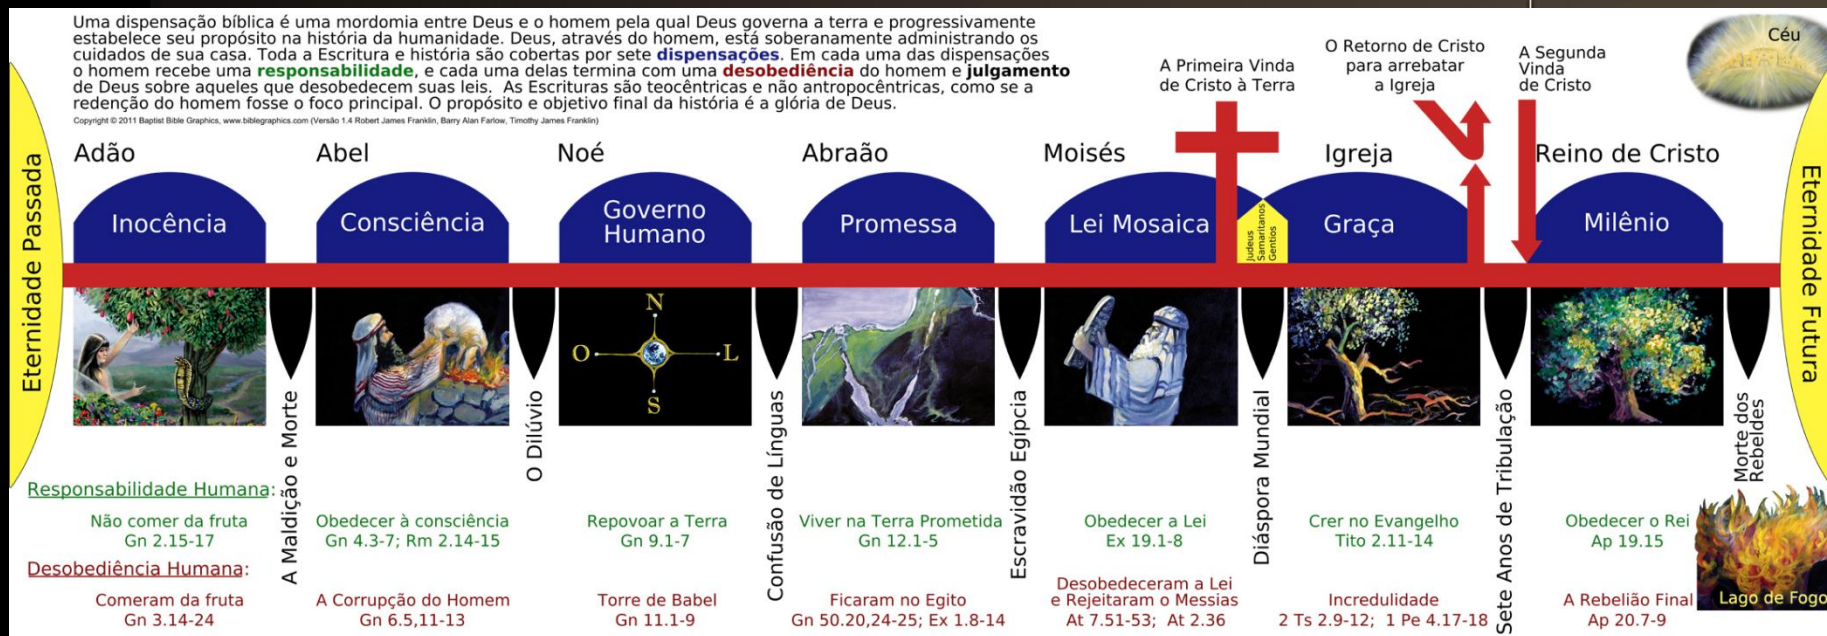 Uma dispensação bíblica é uma mordomia entre Deus e o homem pela qual Deus governa a terra e progressivamente
estabelece seu propósito na história da humanidade. Deus, através do homem, está soberanamente administrando os
cuidados de sua casa. Toda a Escritura e história são cobertas por sete dispensações. Em cada uma das dispensações
o homem recebe uma responsabilidade, e cada uma delas termina com uma desobediência do homem e julgamento
de Deus sobre aqueles que desobedecem suas leis. As Escrituras são teocêntricas e não antropocêntricas, como se a
redenção do homem fosse o foco principal. O propósito e objetivo final da história é a glória de Deus.
Copyright © 2011 Baptist Bible Graphics, www.biblegraphics.com (Versão 1.4 Robert James Franklin, Barry Alan Farlow, Timothy James Franklin)
A Primeira Vinda
de Cristo à Terra
O Retorno de Cristo
para arrebatar
a Igreja
A Segunda
Vinda
de Cristo
Céu
Eternidade Passada
Adão
Abel
Noé
Abraão
Moisés
Igreja
Reino de Cristo
Inocência
Consciência
Governo
Humano
Promessa
Lei Mosaica
Judeus
Samaritanos
Gentios
Graça
Milênio
Eternidade Futura
N
O
L
S
A Maldição e Morte
O Dilúvio
Confusão de Línguas
Escravidão Egípcia
Diáspora Mundial
Sete Anos de Tribulação
Morte dos
Rebeldes
Responsabilidade Humana:
Não comer da fruta
Gn 2.15-17
Obedecer à consciência
Gn 4.3-7; Rm 2.14-15
Repovoar a Terra
Gn 9.1-7
Viver na Terra Prometida
Gn 12.1-5
Obedecer a Lei
Ex 19.1-8
Crer no Evangelho
Tito 2.11-14
Obedecer o Rei
Ap 19.15
Desobediência Humana:
Comeram da fruta
Gn 3.14-24
A Corrupção do Homem
Gn 6.5,11-13
Torre de Babel
Gn 11.1-9
Ficaram no Egito
Gn 50.20,24-25; Ex 1.8-14
Desobedeceram a Lei
e Rejeitaram o Messias
At 7.51-53; At 2.36
Incredulidade
2 Ts 2.9-12; 1 Pe 4.17-18
A Rebelião Final
Ap 20.7-9
Lago de Fogo